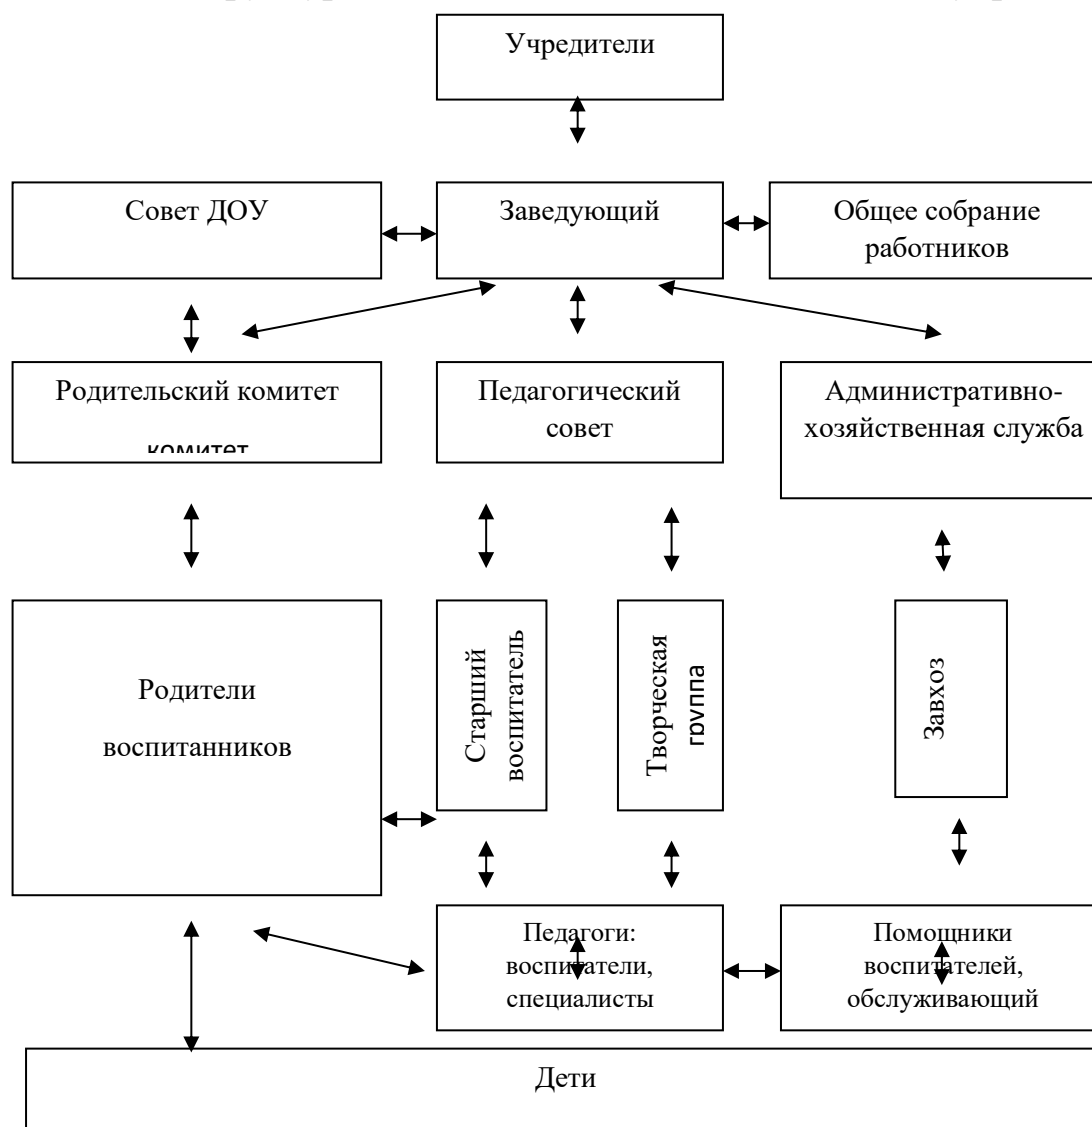 Учредители
Совет ДОУ
Заведующий
Общее собрание
работников
Родительский комитет
комитет
Педагогический
совет
Административно-
хозяйственная служба
Родители
воспитанников
Старший
воспитатель
Творческая
группа
Завхоз
Педагоги:
воспитатели,
специалисты
Помощники
воспитателей,
обслуживающий
Дети